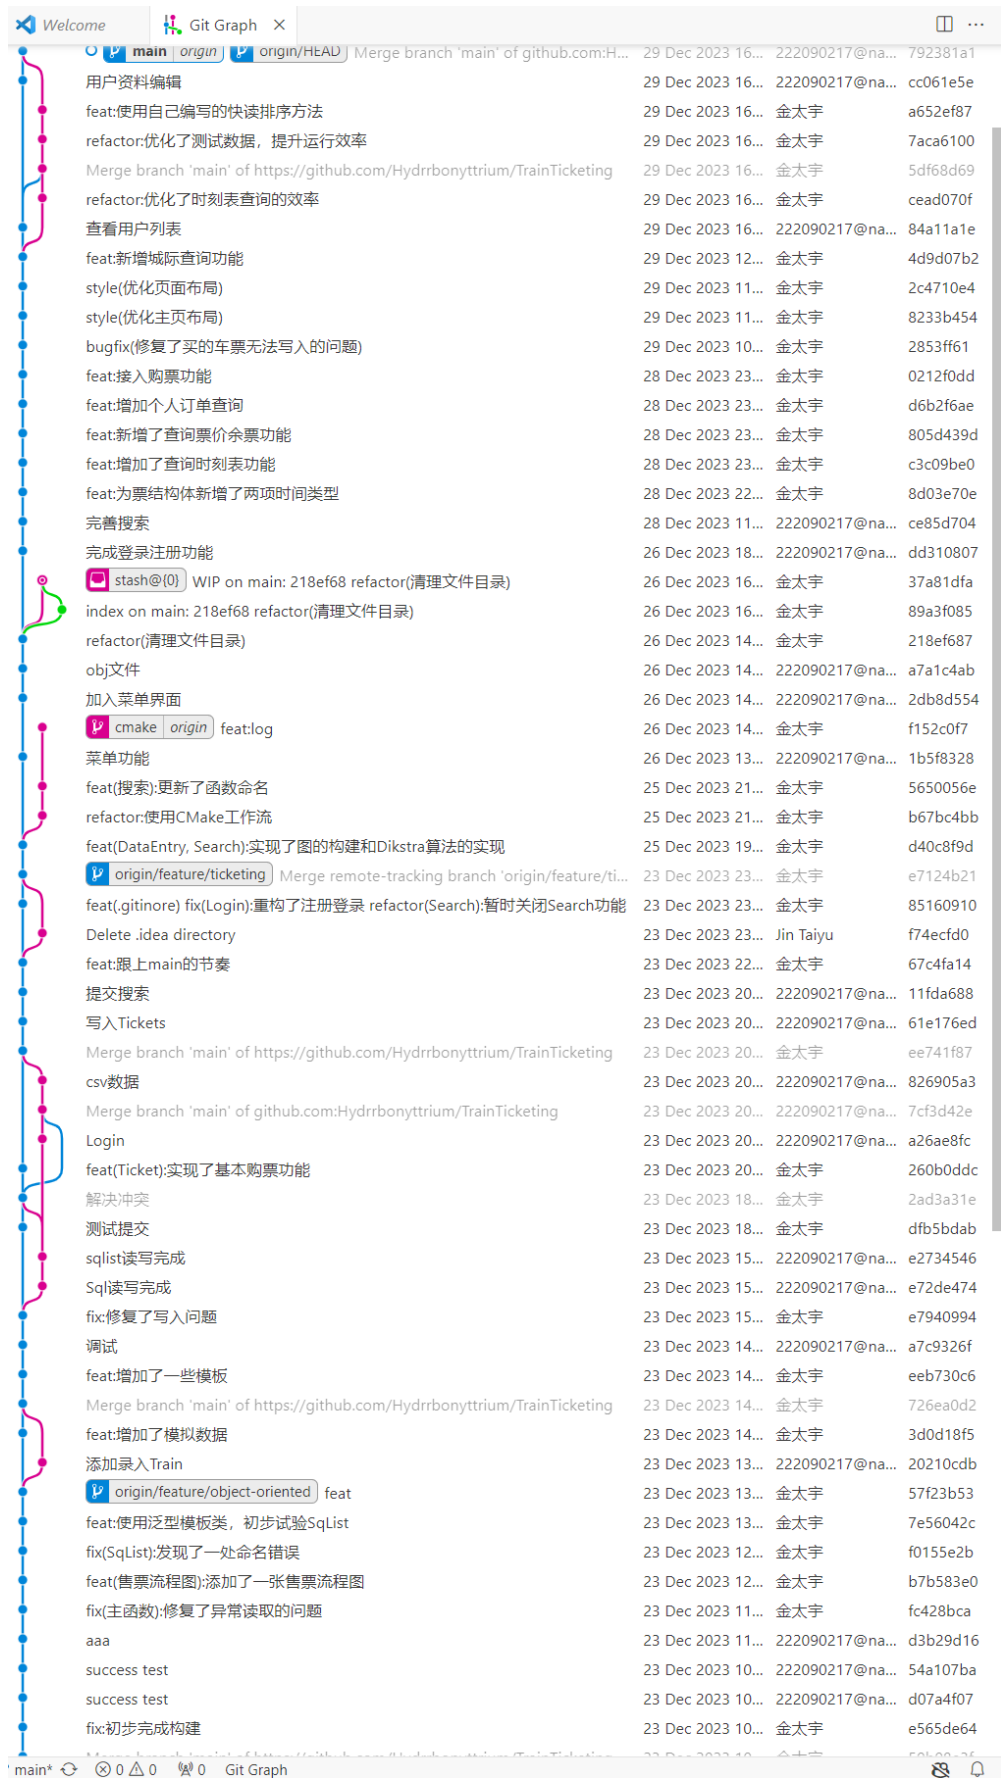 Welcome Git Graph
main origin origin/HEAD Merge branch 'main' of github.com:H... 29 Dec 2023 16... 222090217@na... 792381a1
用户资料编辑 29 Dec 2023 16... 222090217@na... cc061e5e
feat:使用自己编写的快读排序方法 29 Dec 2023 16... 金太宇 a652ef87
refactor:优化了测试数据，提升运行效率 29 Dec 2023 16... 金太宇 7aca6100
Merge branch 'main' of https://github.com/Hydrrbonyttrium/TrainTicketing 29 Dec 2023 16... 金太宇 5df68d69
refactor:优化了时刻表查询的效率 29 Dec 2023 16... 金太宇 cead070f
查看用户列表 29 Dec 2023 16... 222090217@na... 84a11a1e
feat:新增城际查询功能 29 Dec 2023 12... 金太宇 4d9d07b2
style(优化页面布局) 29 Dec 2023 11... 金太宇 2c4710e4
style(优化主页布局) 29 Dec 2023 11... 金太宇 8233b454
bugfix(修复了买的车票无法写入的问题) 29 Dec 2023 10... 金太宇 2853ff61
feat:接入购票功能 28 Dec 2023 23... 金太宇 0212f0dd
feat:增加个人订单查询 28 Dec 2023 23... 金太宇 d6b2f6ae
feat:新增了查询票价余票功能 28 Dec 2023 23... 金太宇 805d439d
feat:增加了查询时刻表功能 28 Dec 2023 23... 金太宇 c3c09be0
feat:为票结构体新增了两项时间类型 28 Dec 2023 22... 金太宇 8d03e70e
完善搜索 28 Dec 2023 11... 222090217@na... ce85d704
完成登录注册功能 26 Dec 2023 18... 222090217@na... dd310807
stash@{0} WIP on main: 218ef68 refactor(清理文件目录) 26 Dec 2023 16... 金太宇 37a81dfa
index on main: 218ef68 refactor(清理文件目录) 26 Dec 2023 16... 金太宇 89a3f085
refactor(清理文件目录) 26 Dec 2023 14... 金太宇 218ef687
obj文件 26 Dec 2023 14... 222090217@na... a7a1c4ab
加入菜单界面 26 Dec 2023 14... 222090217@na... 2db8d554
cmake origin feat:log 26 Dec 2023 14... 金太宇 f152c0f7
菜单功能 26 Dec 2023 13... 222090217@na... 1b5f8328
feat(搜索):更新了函数命名 25 Dec 2023 21... 金太宇 5650056e
refactor:使用CMake工作流 25 Dec 2023 21... 金太宇 b67bc4bb
feat(DataEntry, Search):实现了图的构建和Dikstra算法的实现 25 Dec 2023 19... 金太宇 d40c8f9d
origin/feature/ticketing Merge remote-tracking branch 'origin/feature/ti... 23 Dec 2023 23... 金太宇 e7124b21
feat(.gitinore) fix(Login):重构了注册登录 refactor(Search):暂时关闭Search功能 23 Dec 2023 23... 金太宇 85160910
Delete .idea directory 23 Dec 2023 23... Jin Taiyu f74ecfd0
feat:跟上main的节奏 23 Dec 2023 22... 金太宇 67c4fa14
提交搜索 23 Dec 2023 20... 222090217@na... 11fda688
写入Tickets 23 Dec 2023 20... 222090217@na... 61e176ed
Merge branch 'main' of https://github.com/Hydrrbonyttrium/TrainTicketing 23 Dec 2023 20... 金太宇 ee741f87
csv数据 23 Dec 2023 20... 222090217@na... 826905a3
Merge branch 'main' of github.com:Hydrrbonyttrium/TrainTicketing 23 Dec 2023 20... 222090217@na... 7cf3d42e
Login 23 Dec 2023 20... 222090217@na... a26ae8fc
feat(Ticket):实现了基本购票功能 23 Dec 2023 20... 金太宇 260b0ddc
解决冲突 23 Dec 2023 18... 金太宇 2ad3a31e
测试提交 23 Dec 2023 18... 金太宇 dfb5bdab
sqlist读写完成 23 Dec 2023 15... 222090217@na... e2734546
Sql读写完成 23 Dec 2023 15... 222090217@na... e72de474
fix:修复了写入问题 23 Dec 2023 15... 金太宇 e7940994
调试 23 Dec 2023 14... 222090217@na... a7c9326f
feat:增加了一些模板 23 Dec 2023 14... 金太宇 eeb730c6
Merge branch 'main' of https://github.com/Hydrrbonyttrium/TrainTicketing 23 Dec 2023 14... 金太宇 726ea0d2
feat:增加了模拟数据 23 Dec 2023 14... 金太宇 3d0d18f5
添加录入Train 23 Dec 2023 13... 222090217@na... 20210cdb
origin/feature/object-oriented feat 23 Dec 2023 13... 金太宇 57f23b53
feat:使用泛型模板类，初步试验SqList 23 Dec 2023 13... 金太宇 7e56042c
fix(SqList):发现了一处命名错误 23 Dec 2023 12... 金太宇 f0155e2b
feat(售票流程图):添加了一张售票流程图 23 Dec 2023 12... 金太宇 b7b583e0
fix(主函数):修复了异常读取的问题 23 Dec 2023 11... 金太宇 fc428bca
aaa 23 Dec 2023 11... 222090217@na... d3b29d16
success test 23 Dec 2023 10... 222090217@na... 54a107ba
success test 23 Dec 2023 10... 222090217@na... d07a4f07
fix:初步完成构建 23 Dec 2023 10... 金太宇 e565de64
main* 0 0 0 Git Graph